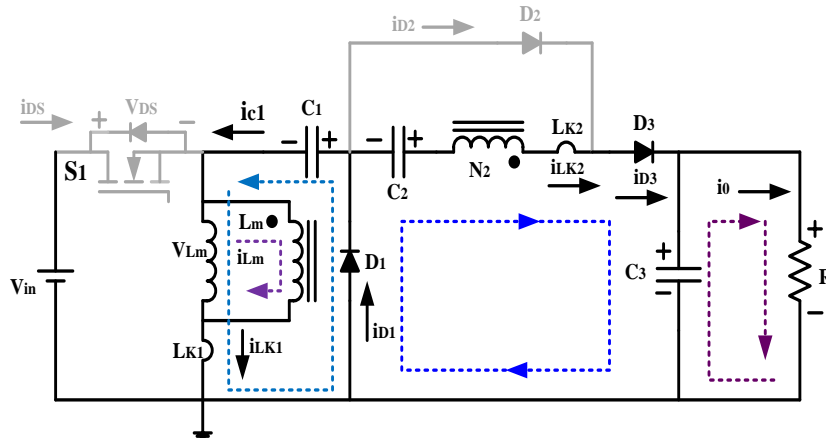 iD2
D2
iDS
VDS
+
−
S1
ic1
C1
−
+
−
+
C2
N2
LK2
iLK2
D3
iD3
i0
+
−
R
C3
+
−
Vin
VLm
Lm
iLm
D1
iD1
LK1
iLK1